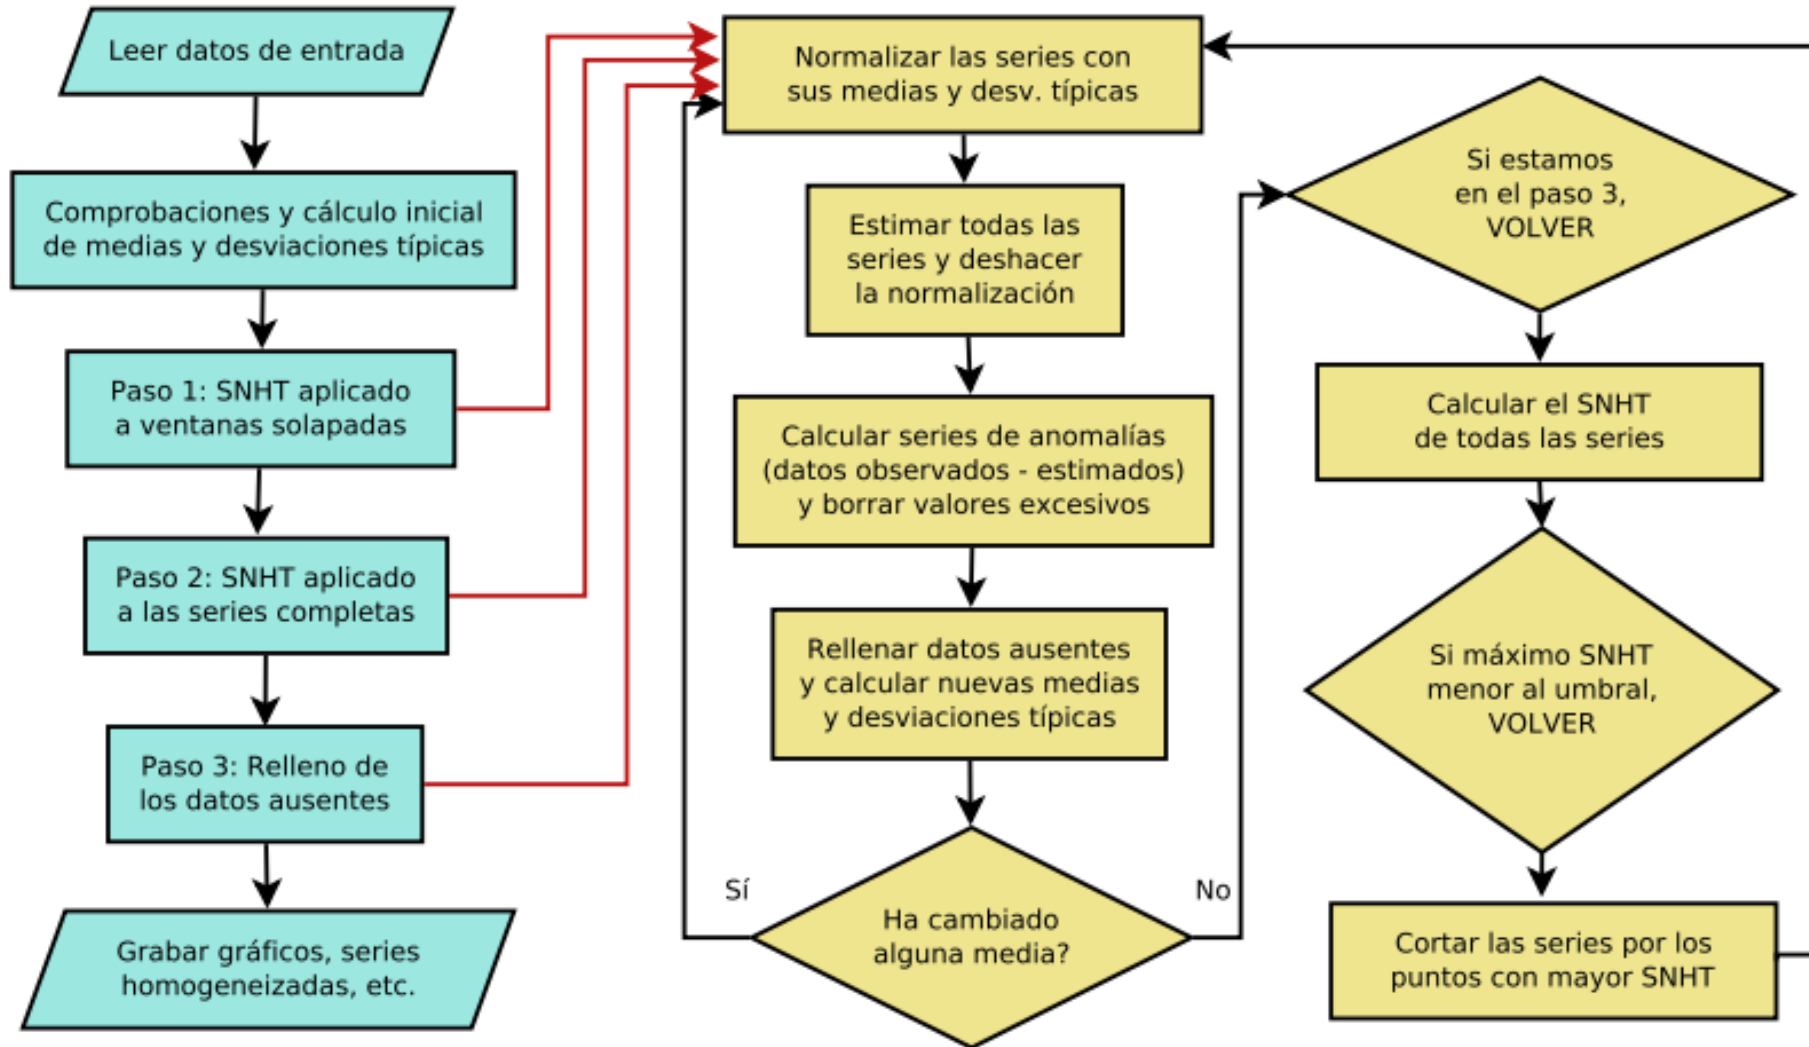 Leer datos de entrada
Comprobaciones y cálculo inicial
de medias y desviaciones típicas
Paso 1: SNHT aplicado
a ventanas solapadas
Paso 2: SNHT aplicado
a las series completas
Paso 3: Relleno de
los datos ausentes
Grabar gráficos, series
homogeneizadas, etc.
Normalizar las series con
sus medias y desv. típicas
Estimar todas las
series y deshacer
la normalización
Calcular series de anomalías
(datos observados - estimados)
y borrar valores excesivos
Rellenar datos ausentes
y calcular nuevas medias
y desviaciones típicas
Sí
No
Ha cambiado
alguna media?
Si estamos
en el paso 3,
VOLVER
Calcular el SNHT
de todas las series
Si máximo SNHT
menor al umbral,
VOLVER
Cortar las series por los
puntos con mayor SNHT